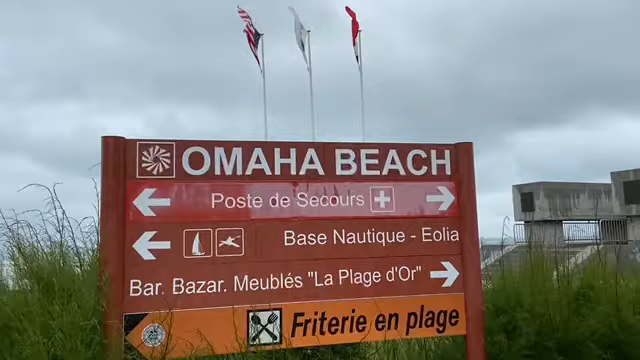 OMAHA BEACH
Poste de Secours
Base Nautique - Eolia
Bar. Bazar. Meublés "La Plage d'Or"
Friterie en plage